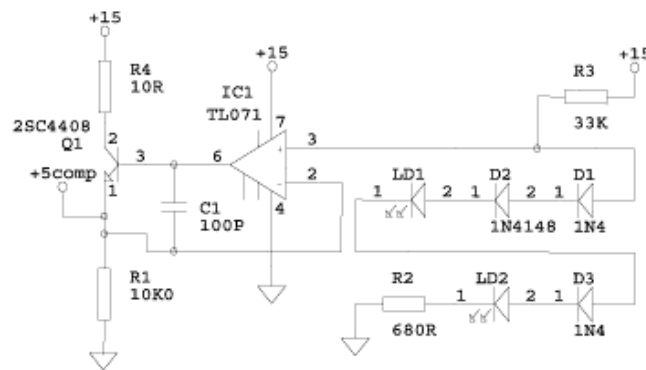 +15
R4
10R
2SC4408
Q1
2
3
1
+5comp
R1
10K0
C1
100P
+15
IC1
TL071
7
6
+
-
4
3
2
+15
R3
33K
1
LD1
2
1
D2
2
1
D1
1N4148
1N4
R2
680R
1
LD2
2
1
D3
1N4